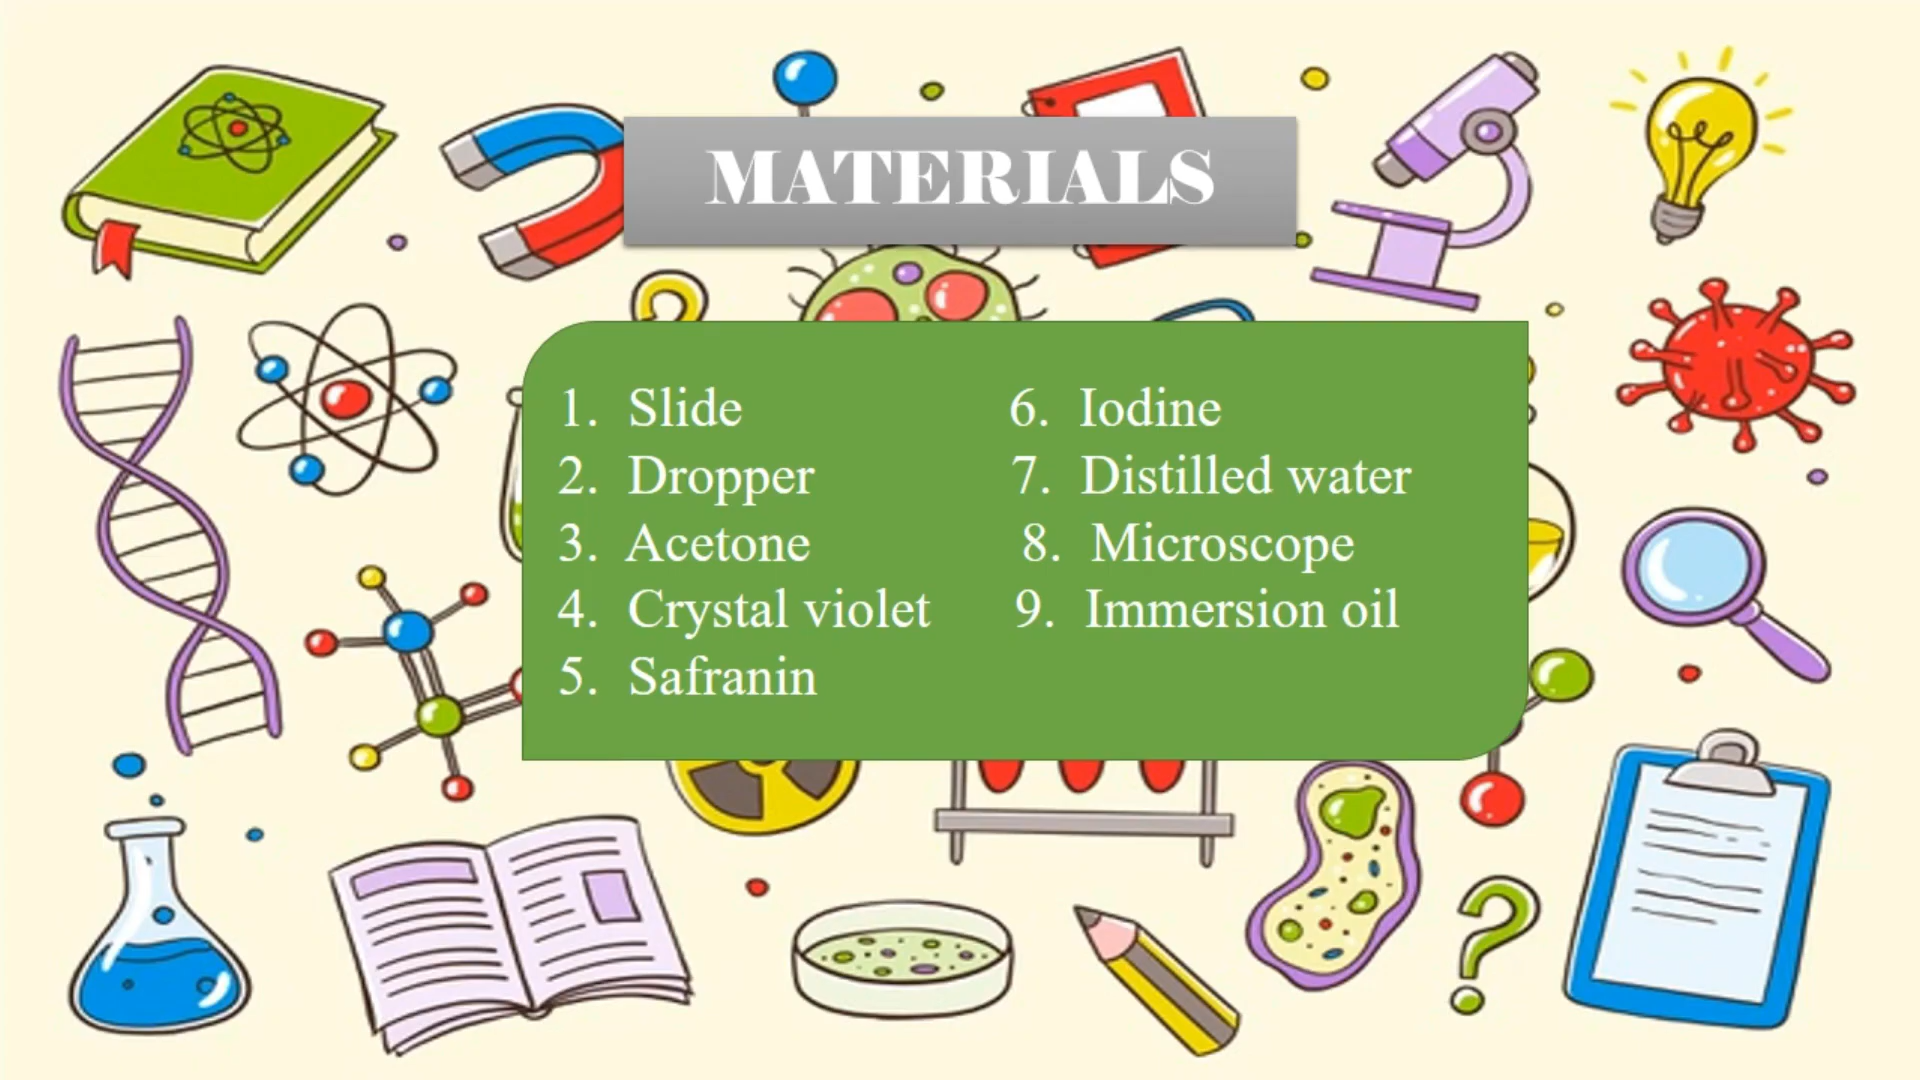 MATERIALS
1. Slide
2. Dropper
3. Acetone
4. Crystal violet
5. Safranin
6. Iodine
7. Distilled water
8. Microscope
9. Immersion oil